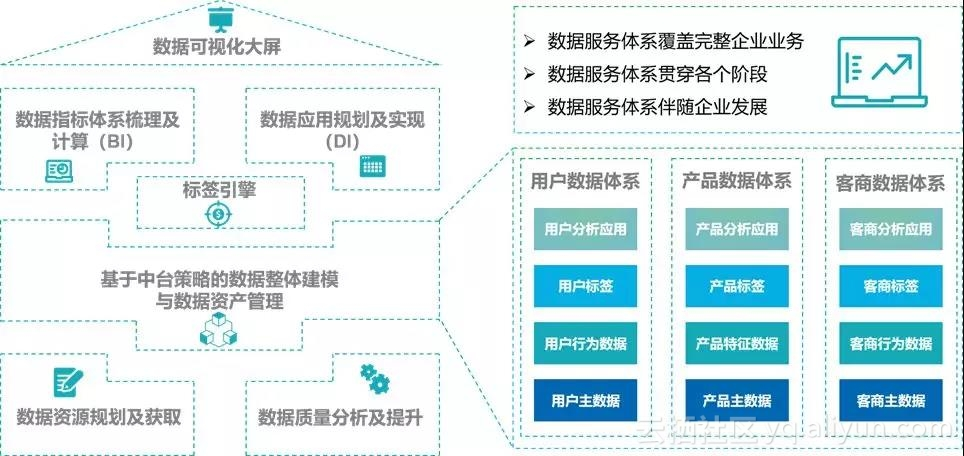 数据可视化大屏
数据指标体系梳理及
计算（BI）
数据应用规划及实现
（DI）
标签引擎
基于中台策略的数据整体建模
与数据资产管理
数据资源规划及获取
数据质量分析及提升
➢ 数据服务体系覆盖完整企业业务
➢ 数据服务体系贯穿各个阶段
➢ 数据服务体系伴随企业发展
用户数据体系
用户分析应用
用户标签
用户行为数据
用户主数据
产品数据体系
产品分析应用
产品标签
产品特征数据
产品主数据
客商数据体系
客商分析应用
客商标签
客商行为数据
客商主数据
云栖社区 yq.aliyun.com